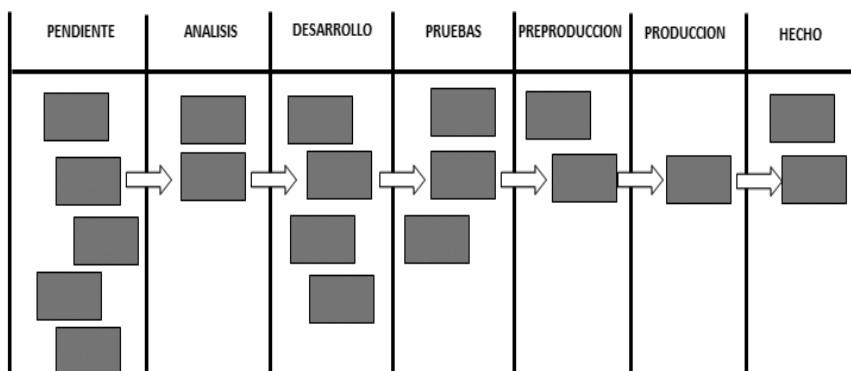 PENDIENTE
ANALISIS
DESARROLLO
PRUEBAS
PREPRODUCCION
PRODUCCION
HECHO